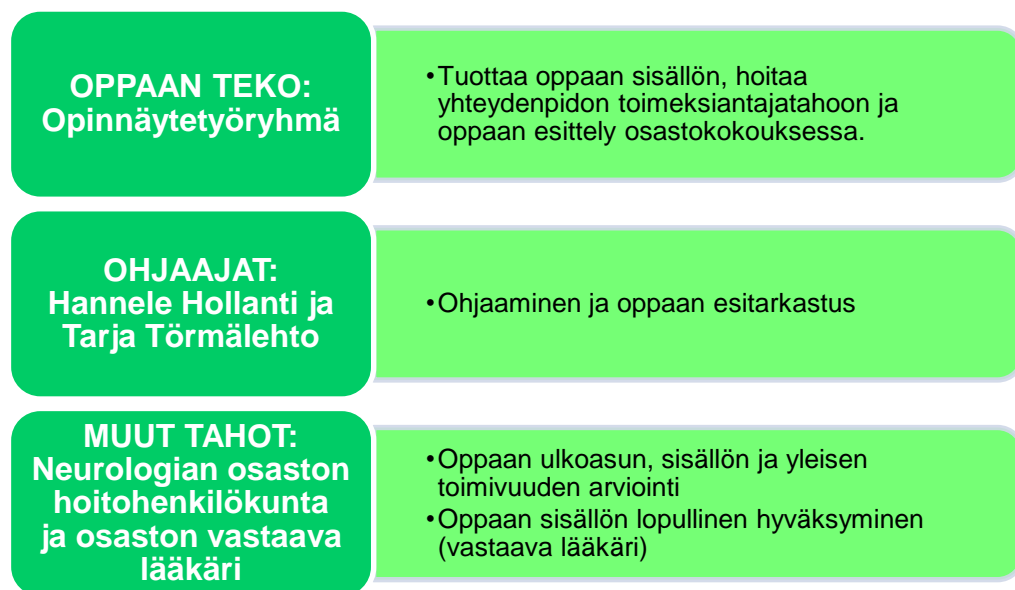 OPPAAN TEKO:
Opinnäytetyöryhmä
•Tuottaa oppaan sisällön, hoitaa
yhteydenpidon toimeksiantajatahoon ja
oppaan esittely osastokokouksessa.
OHJAAJAT:
Hannele Hollanti ja
Tarja Törmälehto
•Ohjaaminen ja oppaan esitarkastus
MUUT TAHOT:
Neurologian osaston
hoitohenkilökunta
ja osaston vastaava
lääkäri
•Oppaan ulkoasun, sisällön ja yleisen
toimivuuden arviointi
•Oppaan sisällön lopullinen hyväksyminen
(vastaava lääkäri)